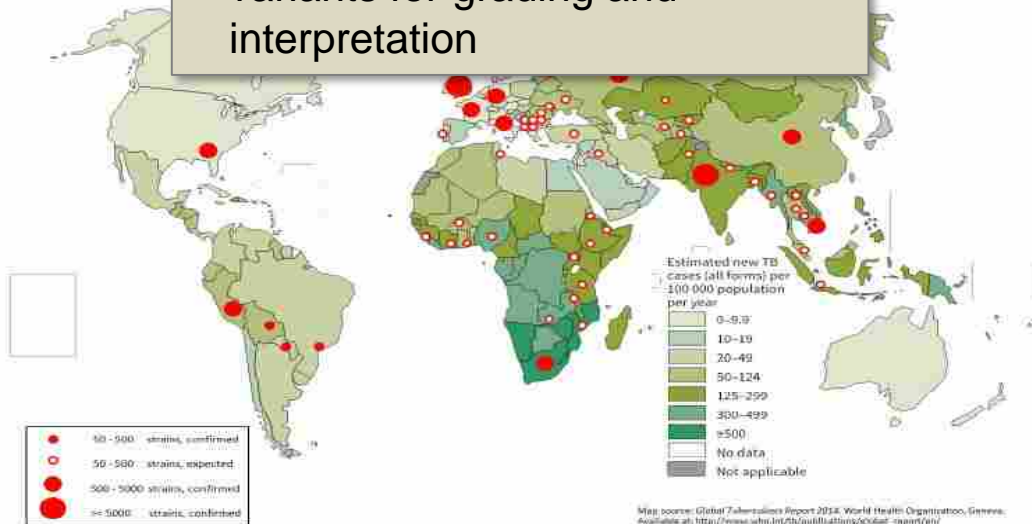 interpretation
Estimated new TB
cases (all forms) per
100 000 population
per year
0–9.9
10–19
20–49
50–124
125–299
300–499
≥500
No data
Not applicable
50 - 500 strains, confirmed
50 - 500 strains, expected
500 - 5000 strains, confirmed
>= 5000 strains, confirmed
Map source: Global Tuberculosis Report 2014. World Health Organization, Geneva.